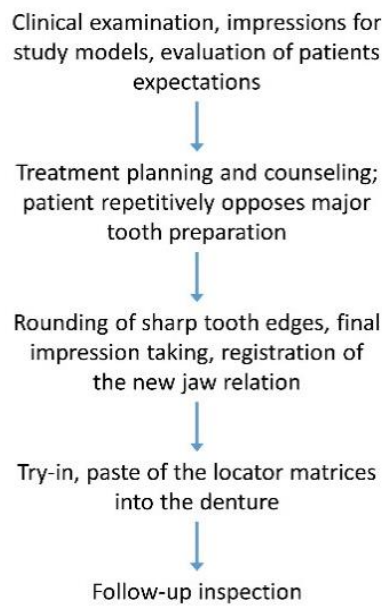 Clinical examination, impressions for
study models, evaluation of patients
expectations
Treatment planning and counseling;
patient repetitively opposes major
tooth preparation
Rounding of sharp tooth edges, final
impression taking, registration of
the new jaw relation
Try-in, paste of the locator matrices
into the denture
Follow-up inspection